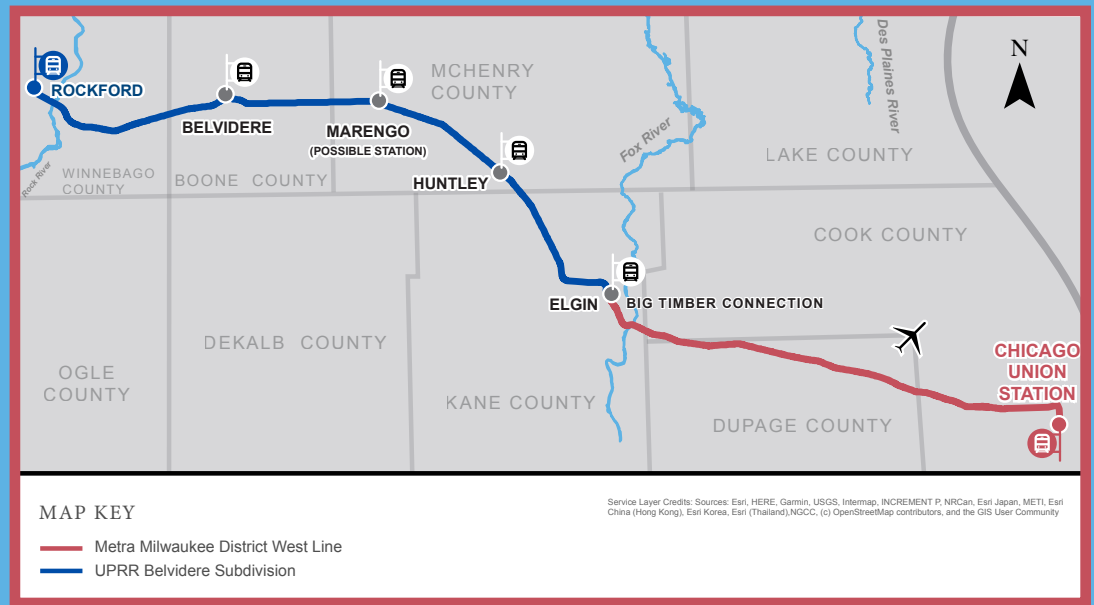 N
Des Plaines River
MCHENRY
COUNTY
ROCKFORD
BELVIDERE
MARENGO
(POSSIBLE STATION)
Fox River
LAKE COUNTY
Rock River
WINNEBAGO
COUNTY
BOONE COUNTY
HUNTLEY
COOK COUNTY
ELGIN
BIG TIMBER CONNECTION
DEKALB COUNTY
CHICAGO
UNION
STATION
OGLE
COUNTY
KANE COUNTY
DUPAGE COUNTY
MAP KEY
Metra Milwaukee District West Line
UPRR Belvidere Subdivision
Service Layer Credits: Sources: Esri, HERE, Garmin, USGS, Intermap, INCREMENT P, NRCan, Esri Japan, METI, Esri
China (Hong Kong), Esri Korea, Esri (Thailand),NGCC, (c) OpenStreetMap contributors, and the GIS User Community